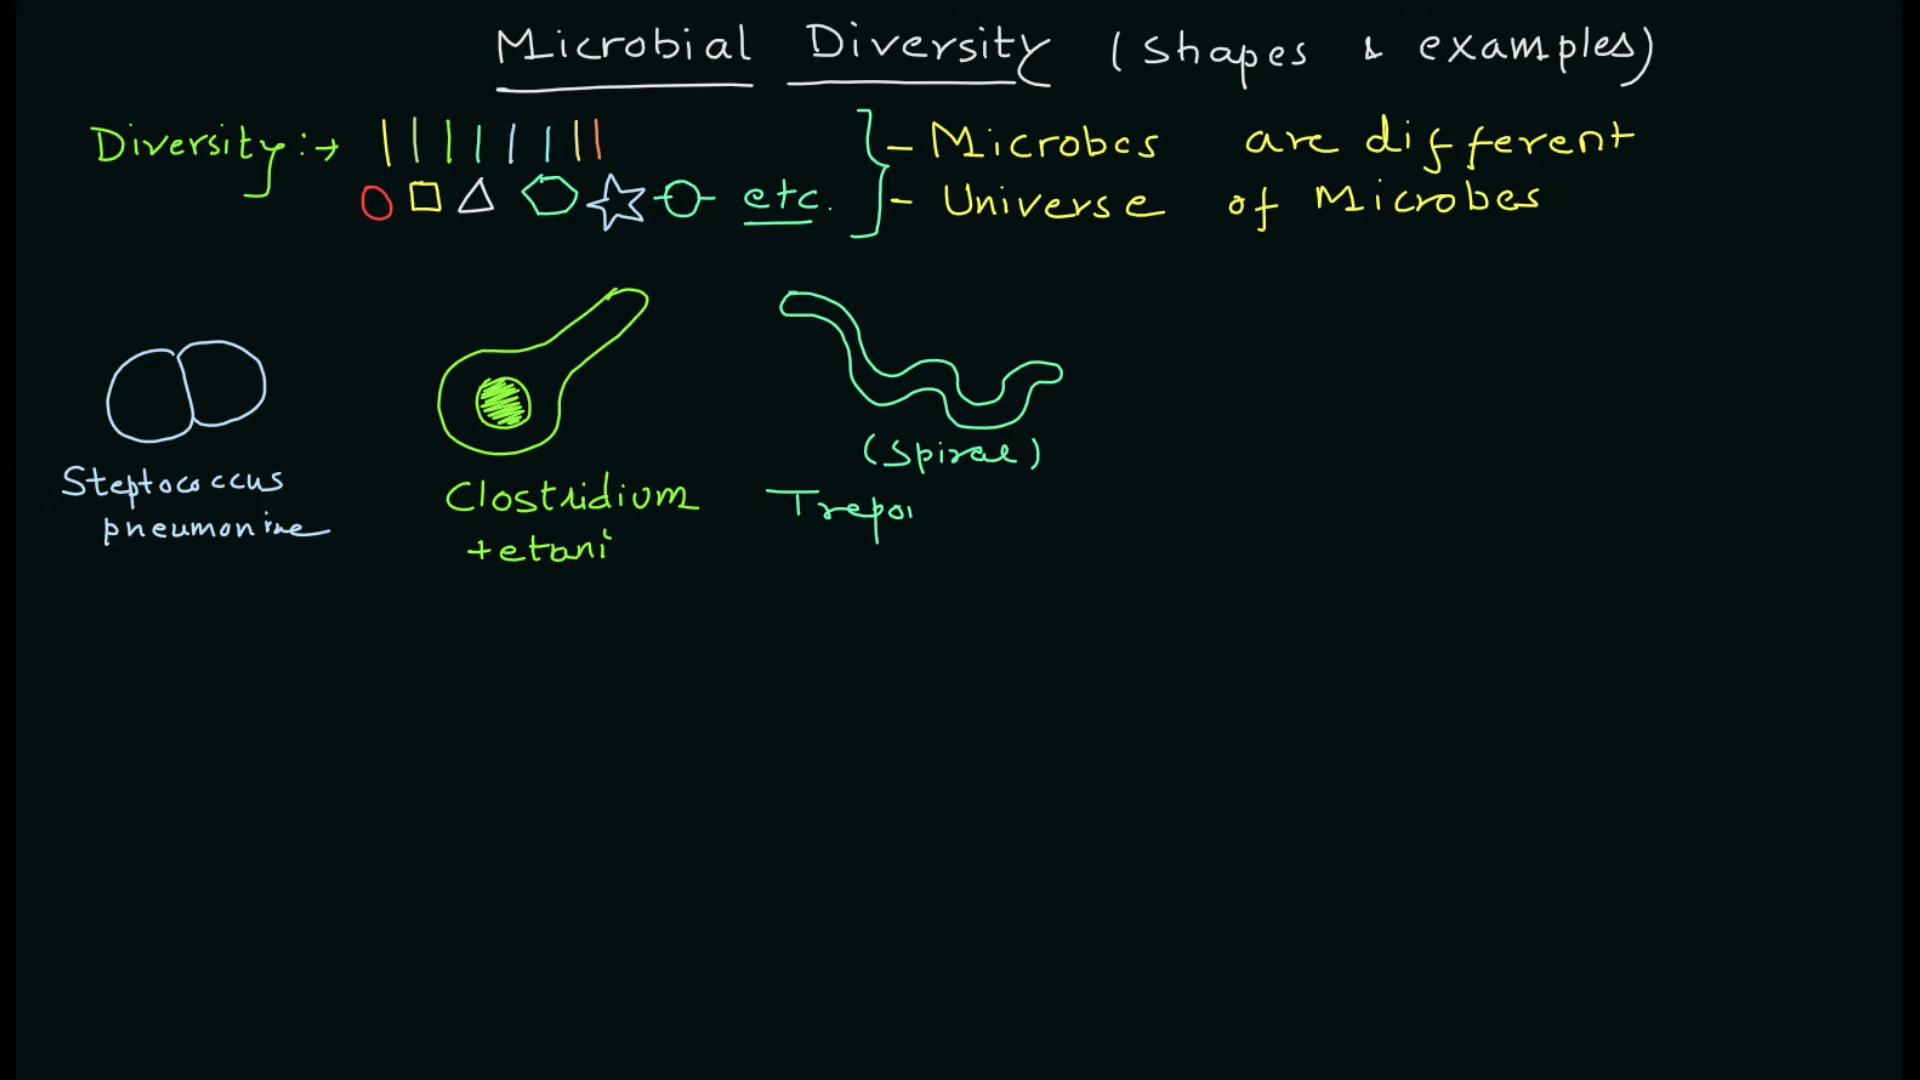 Microbial Diversity (shapes & examples)
Diversity :→
etc.
- Microbes are different
- Universe of Microbes
Steptococcus
pneumoniae
Clostridium
tetani
(spiral)
Trepo